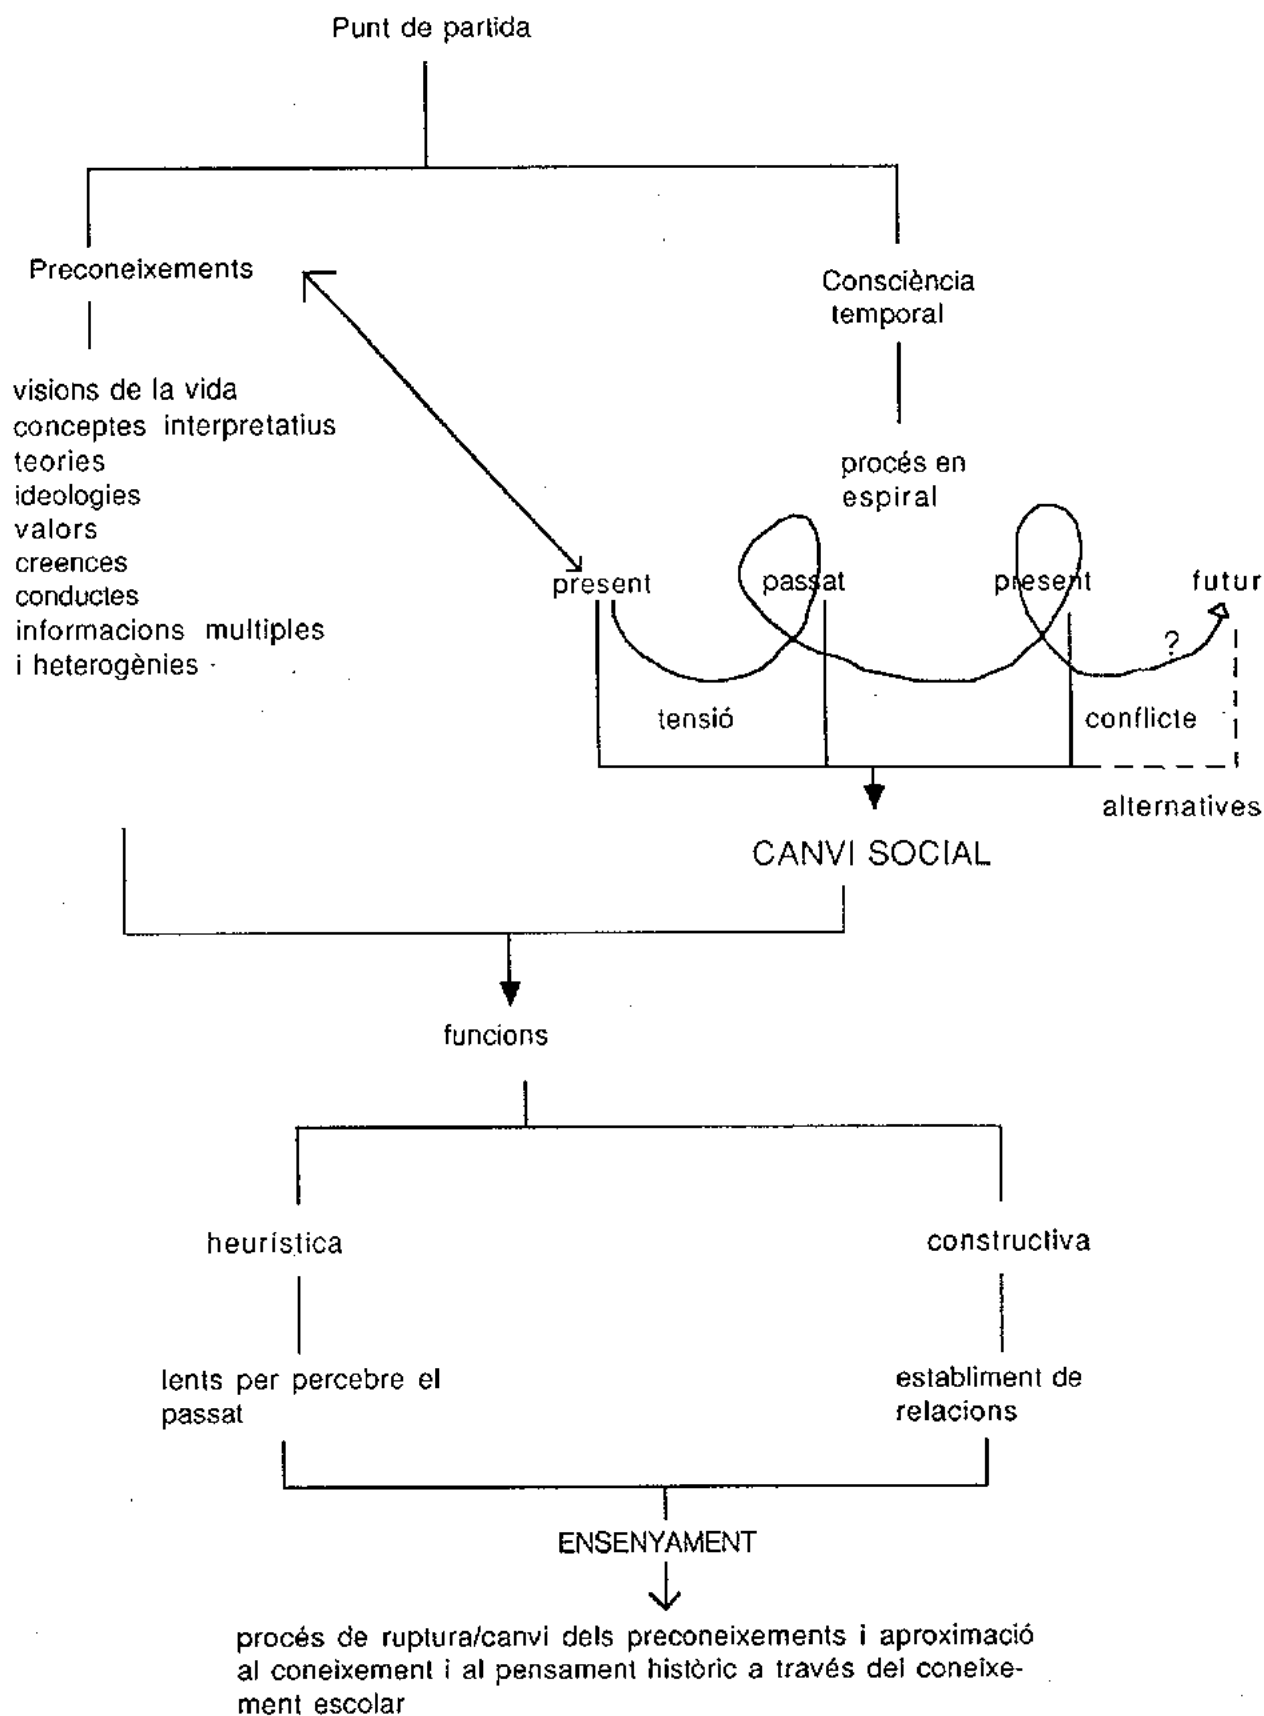 Punt de partida
Preconeixements
Consciència
temporal
visions de la vida
conceptes interpretatius
teories
ideologies
valors
creences
conductes
informacions multiples
i heterogènies
procés en
espiral
present
passat
present
futur
?
tensió
conflicte
alternatives
CANVI SOCIAL
funcions
heurística
constructiva
lents per percebre el
passat
establiment de
relacions
ENSENYAMENT
procés de ruptura/canvi dels preconeixements i aproximació
al coneixement i al pensament històric a través del coneixe-
ment escolar